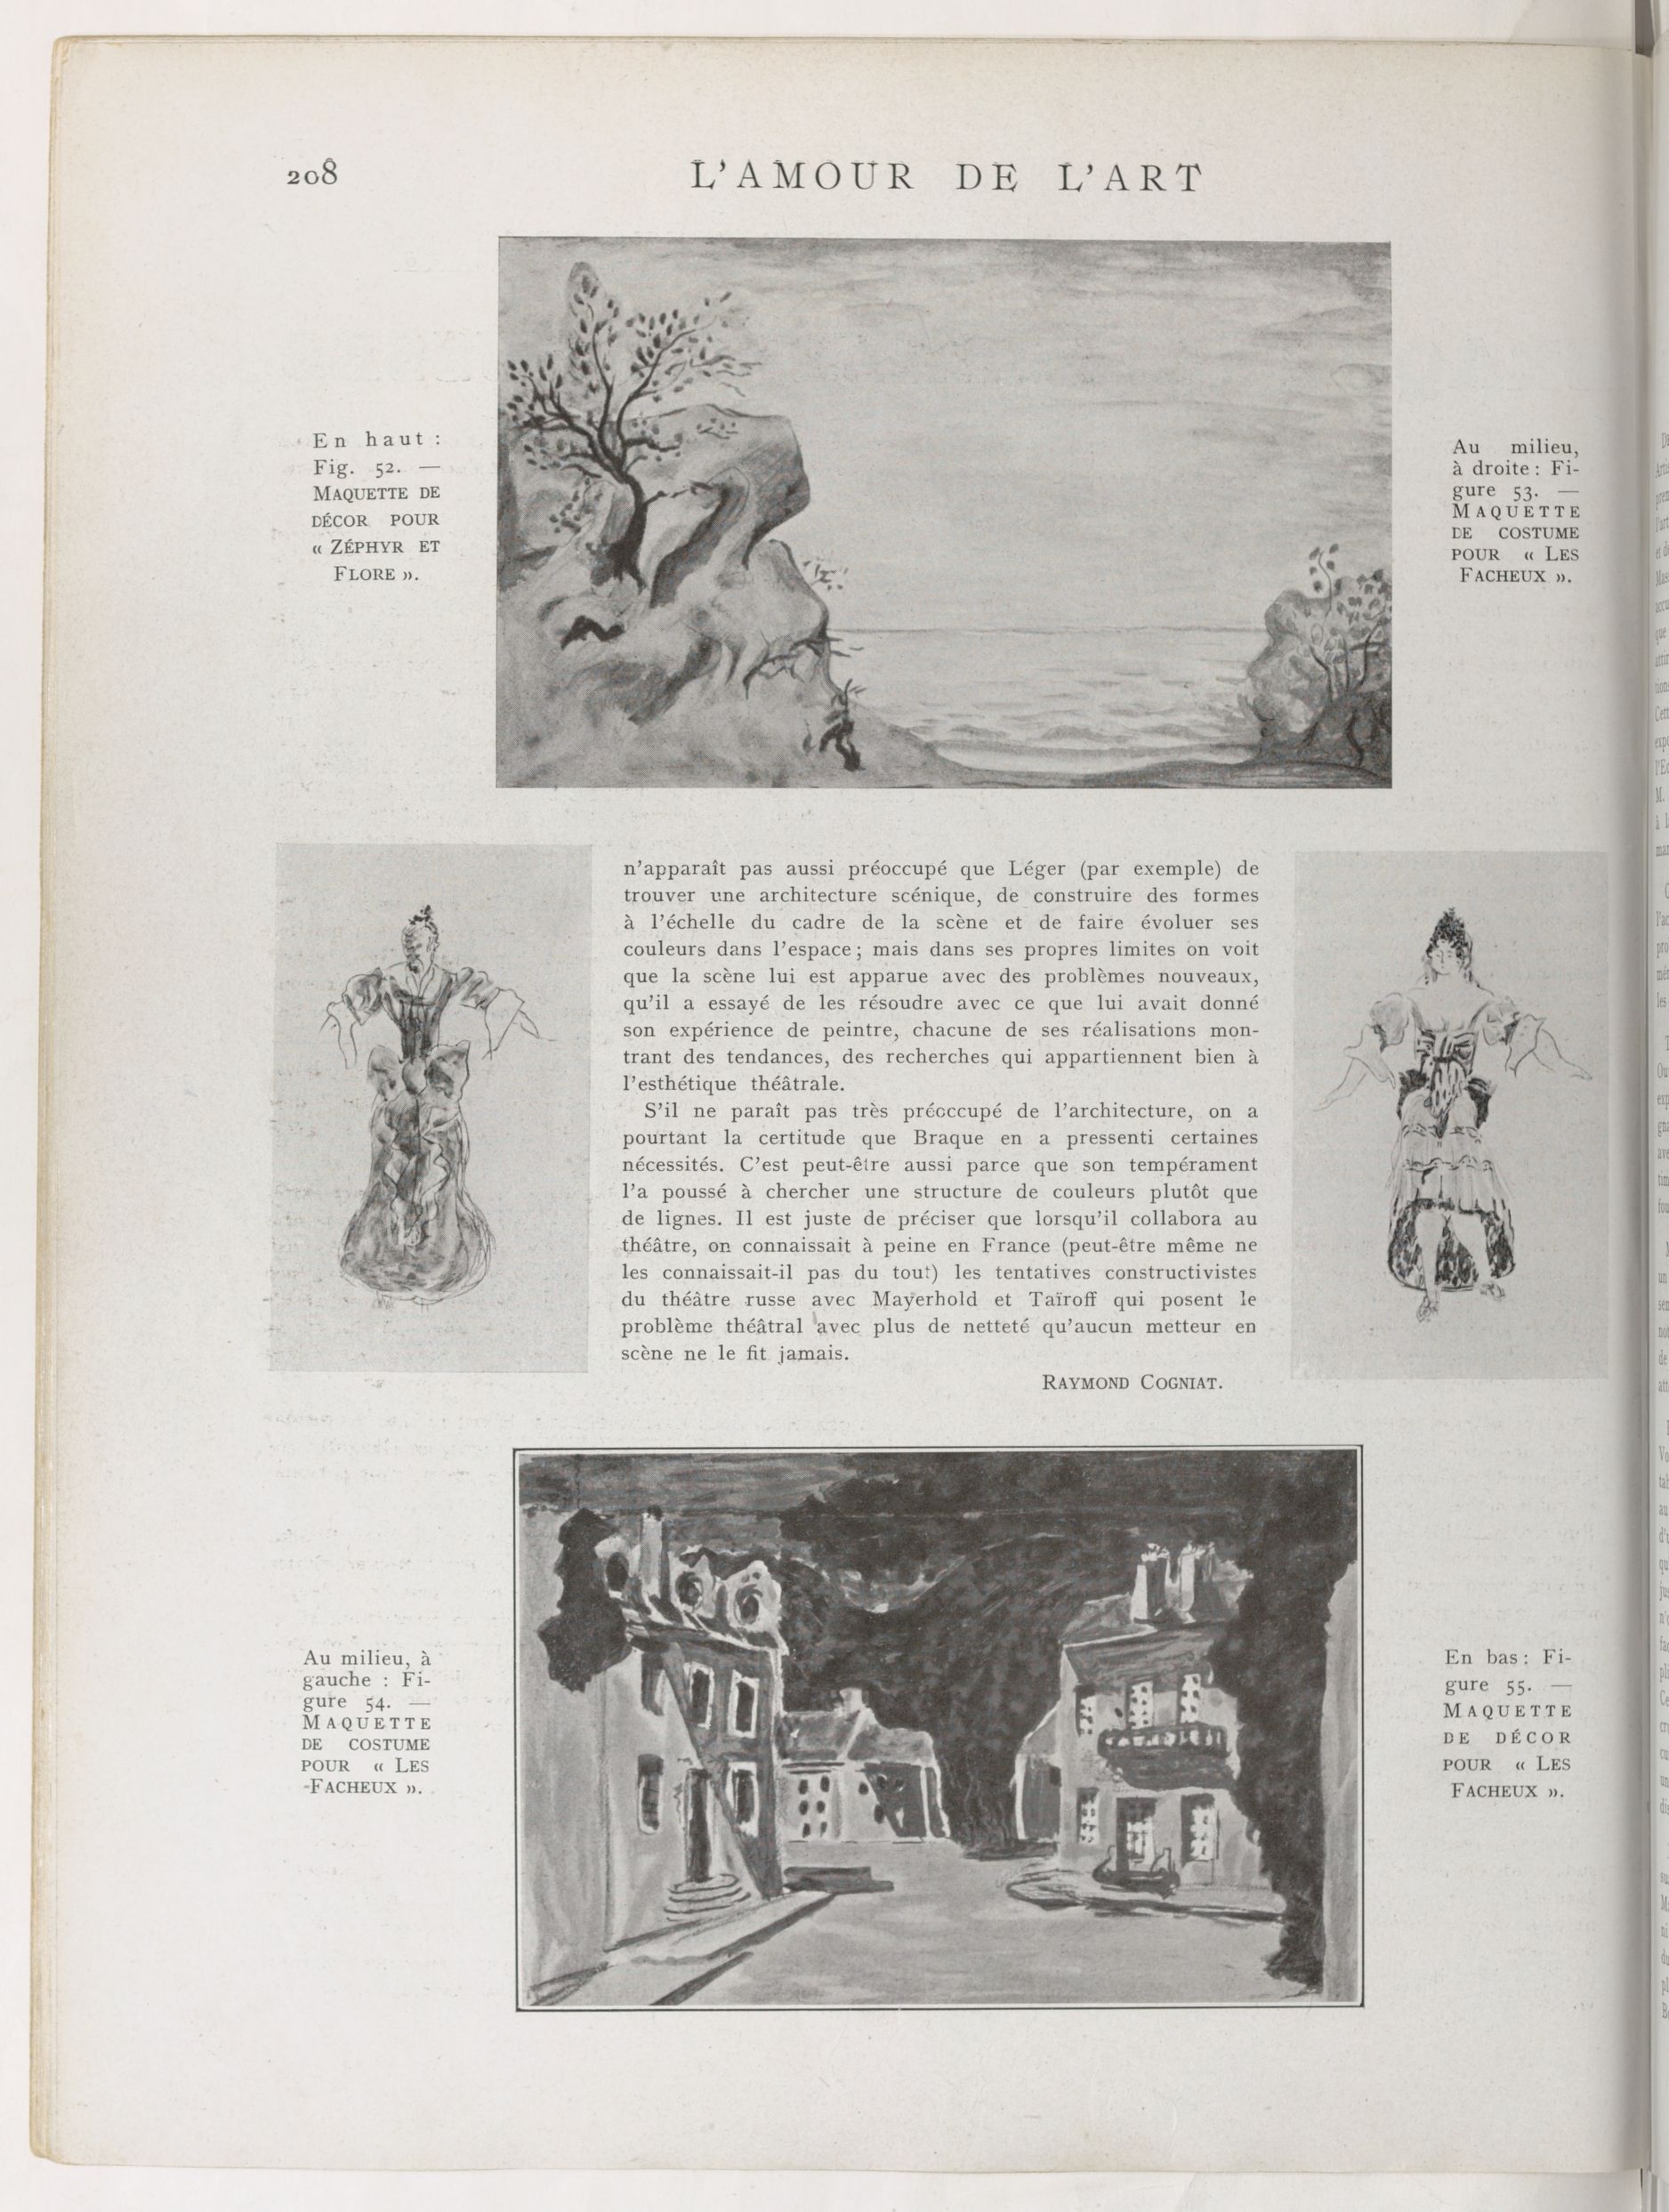 208
L'AMOUR DE L'ART
En haut :
Fig. 52. —
MAQUETTE DE
DÉCOR POUR
« ZÉPHYR ET
FLORE ».
Au milieu,
à droite : Fi-
gure 53. —
MAQUETTE
DE COSTUME
POUR « LES
FACHEUX ».
n'apparaît pas aussi préoccupé que Léger (par exemple) de
trouver une architecture scénique, de construire des formes
à l'échelle du cadre de la scène et de faire évoluer ses
couleurs dans l'espace ; mais dans ses propres limites on voit
que la scène lui est apparue avec des problèmes nouveaux,
qu'il a essayé de les résoudre avec ce que lui avait donné
son expérience de peintre, chacune de ses réalisations mon-
trant des tendances, des recherches qui appartiennent bien à
l'esthétique théâtrale.
S'il ne paraît pas très préoccupé de l'architecture, on a
pourtant la certitude que Braque en a pressenti certaines
nécessités. C'est peut-être aussi parce que son tempérament
l'a poussé à chercher une structure de couleurs plutôt que
de lignes. Il est juste de préciser que lorsqu'il collabora au
théâtre, on connaissait à peine en France (peut-être même ne
les connaissait-il pas du tout) les tentatives constructivistes
du théâtre russe avec Mayerhold et Taïroff qui posent le
problème théâtral avec plus de netteté qu'aucun metteur en
scène ne le fit jamais.
RAYMOND COGNIAT.
Au milieu, à
gauche : Fi-
gure 54. —
MAQUETTE
DE COSTUME
POUR « LES
FACHEUX ».
En bas : Fi-
gure 55. —
MAQUETTE
DE DÉCOR
POUR « LES
FACHEUX ».